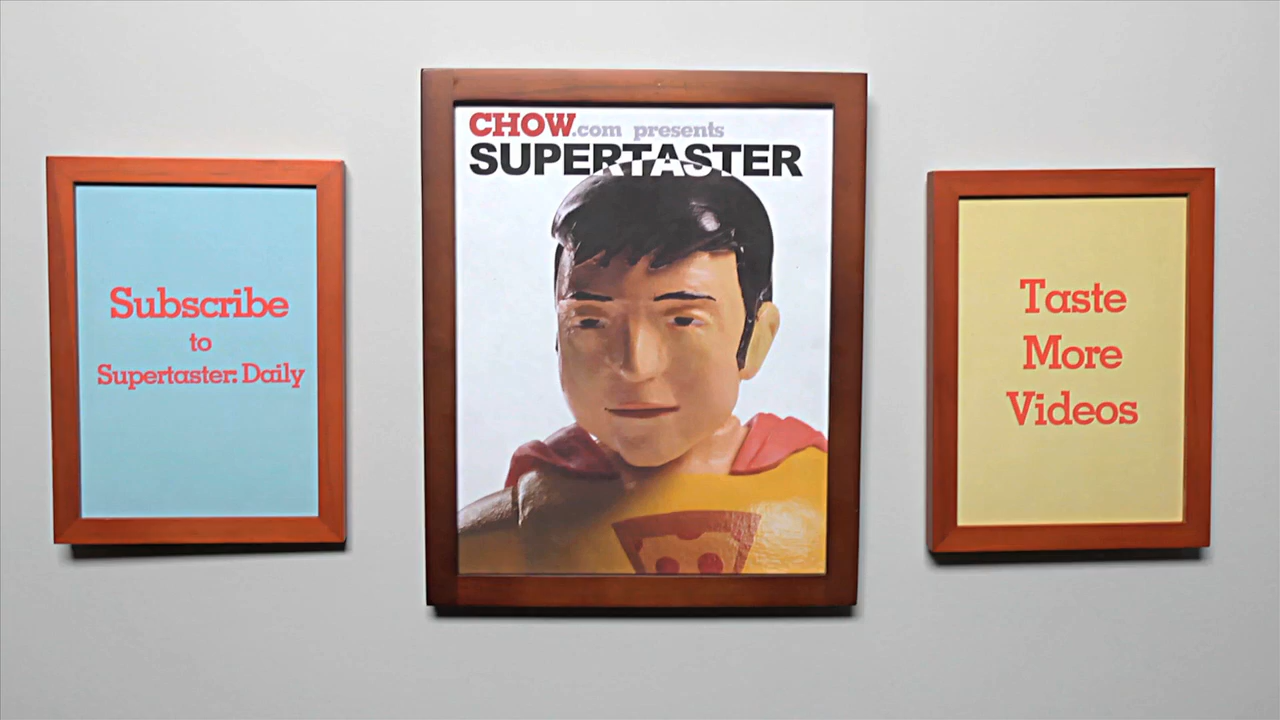 Subscribe
to
Supertaster: Daily
CHOW.com presents
SUPERTASTER
Taste
More
Videos